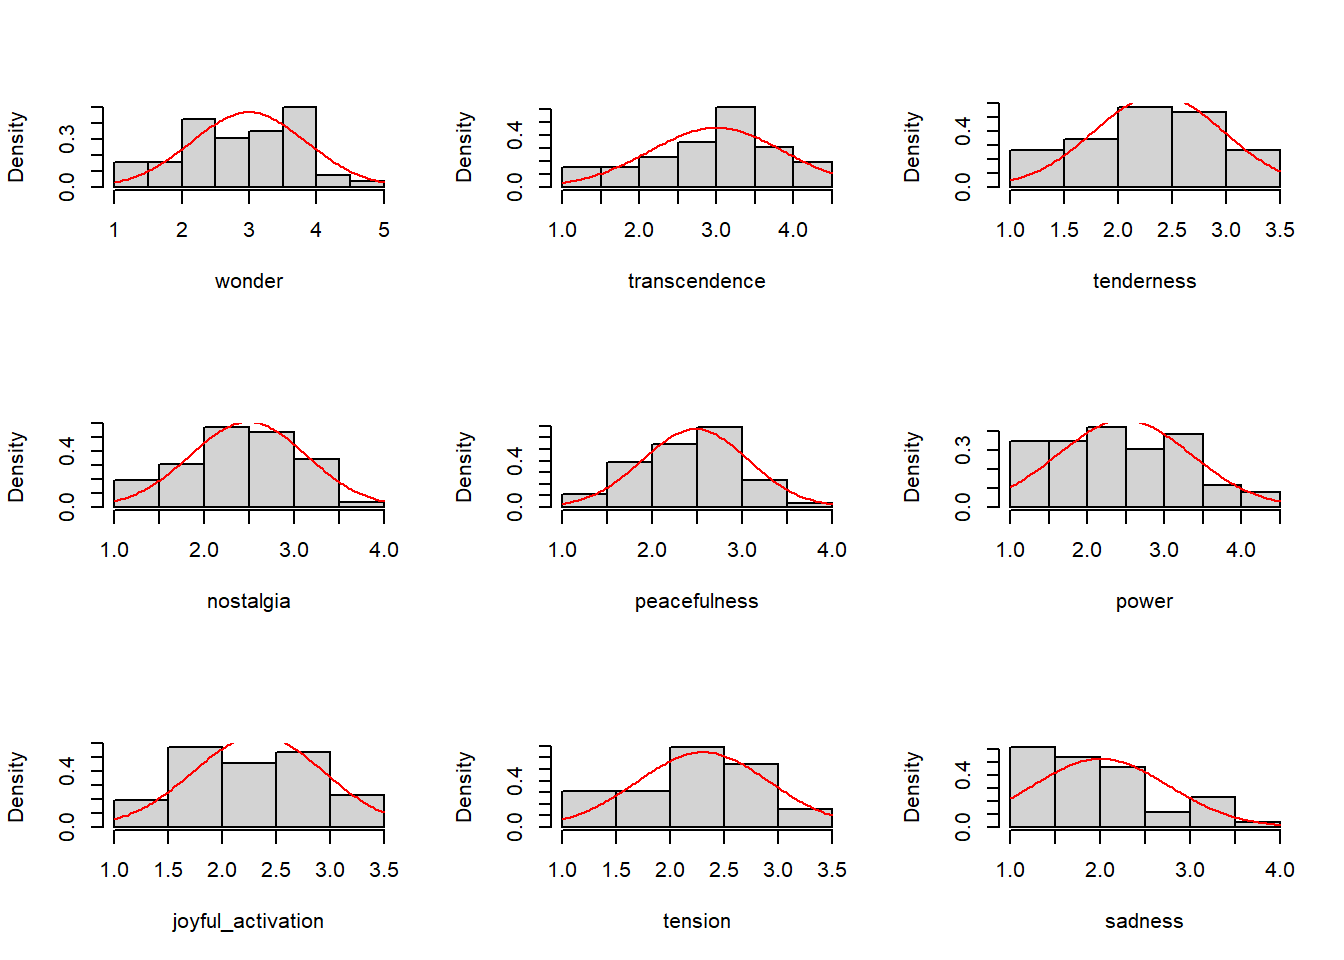 Density
0.0 0.3
1 2 3 4 5
wonder
Density
0.0 0.4
1.0 2.0 3.0 4.0
transcendence
Density
0.0 0.4
1.0 1.5 2.0 2.5 3.0 3.5
tenderness
Density
0.0 0.4
1.0 2.0 3.0 4.0
nostalgia
Density
0.0 0.4
1.0 2.0 3.0 4.0
peacefulness
Density
0.0 0.3
1.0 2.0 3.0 4.0
power
Density
0.0 0.4
1.0 1.5 2.0 2.5 3.0 3.5
joyful_activation
Density
0.0 0.4
1.0 1.5 2.0 2.5 3.0 3.5
tension
Density
0.0 0.4
1.0 2.0 3.0 4.0
sadness